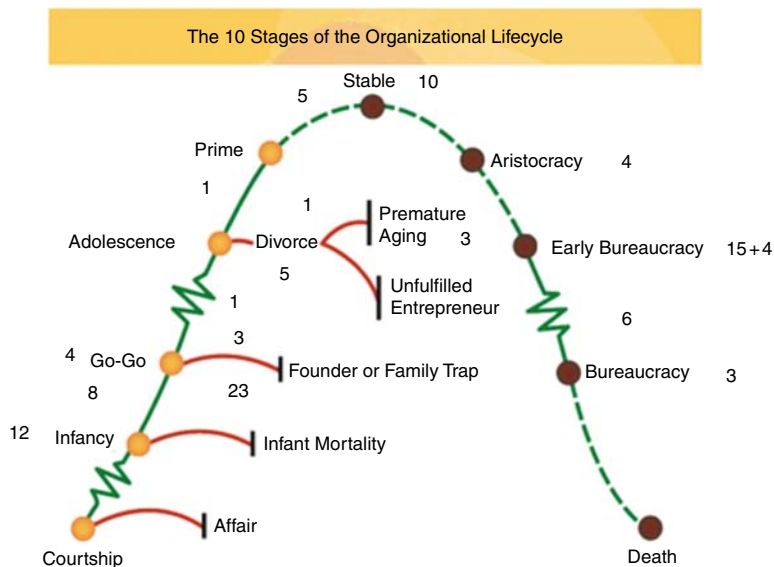 The 10 Stages of the Organizational Lifecycle
Stable 10
5
Prime
Aristocracy 4
1
1
Premature
Aging 3
Adolescence Divorce
Early Bureaucracy 15+4
5
Unfulfilled
Entrepreneur
1
6
3
4 Go-Go
Founder or Family Trap
Bureaucracy 3
8
23
12 Infancy
Infant Mortality
Affair
Courtship
Death